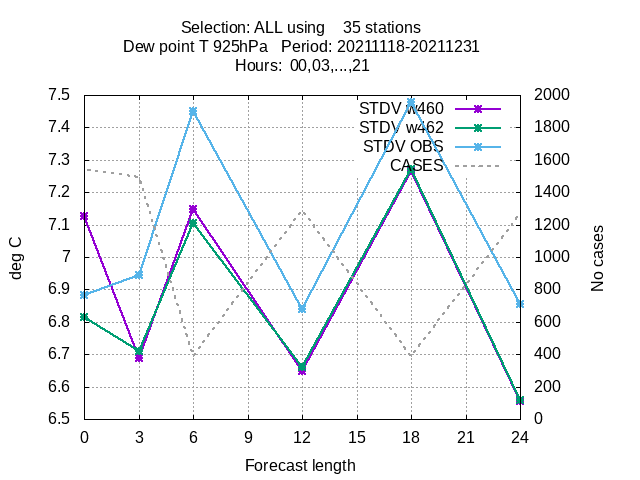 Selection: ALL using    35 stations
Dew point T 925hPa   Period: 20211118-20211231
Hours: 00,03,...,21
STDV w460
STDV w462
STDV OBS
CASES
7.5
7.4
7.3
7.2
7.1
7
6.9
6.8
6.7
6.6
6.5
2000
1800
1600
1400
1200
1000
800
600
400
200
0
deg C
No cases
0 3 6 9 12 15 18 21 24
Forecast length